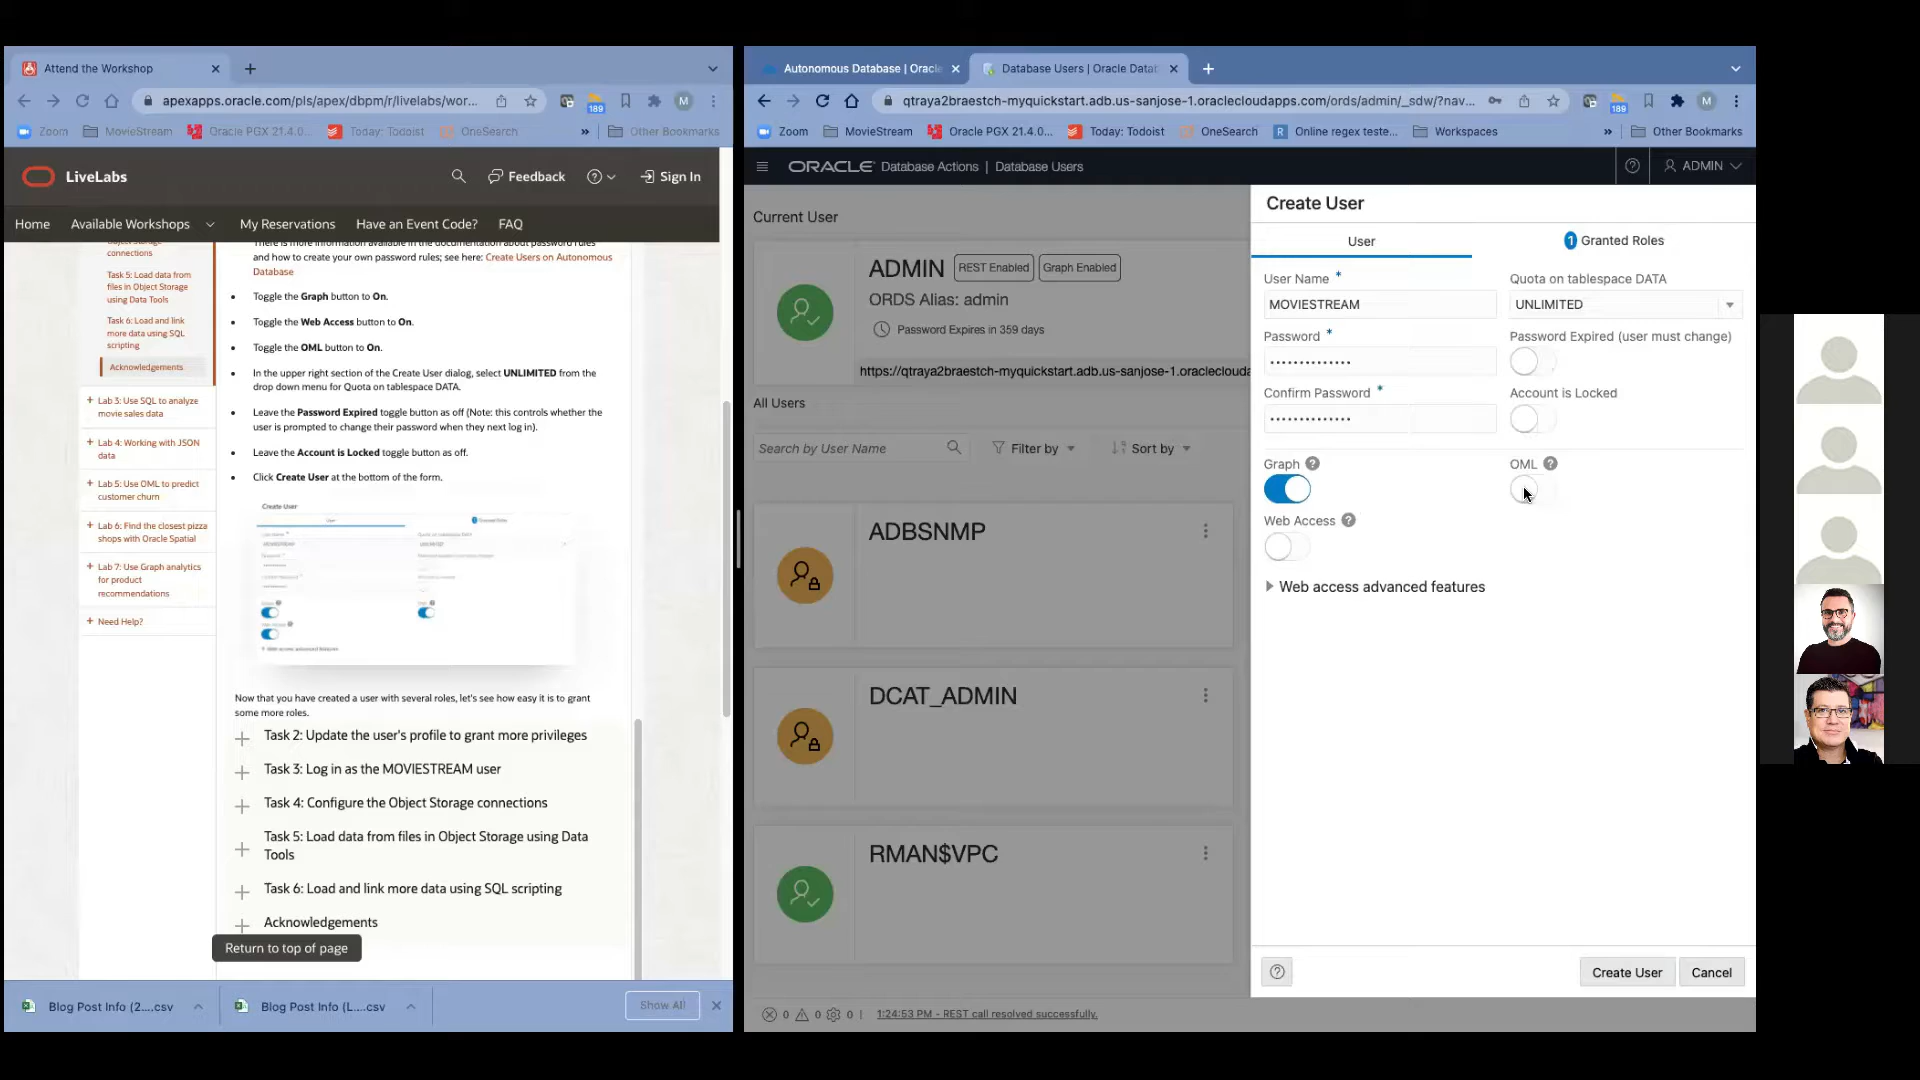 Attend the Workshop
apexapps.oracle.com/pls/apex/dbpm/r/livelabs/wor...
189
M
Zoom
MovieStream
Oracle PGX 21.4.0...
Today: Todoist
OneSearch
»
Other Bookmarks
LiveLabs
Feedback
Sign In
Home
Available Workshops
My Reservations
Have an Event Code?
FAQ
connections
Task 5: Load data from
files in Object Storage
using Data Tools
Task 6: Load and link
more data using SQL
scripting
Acknowledgements
+ Lab 3: Use SQL to analyze
movie sales data
+ Lab 4: Working with JSON
data
+ Lab 5: Use OML to predict
customer churn
+ Lab 6: Find the closest pizza
shops with Oracle Spatial
+ Lab 7: Use Graph analytics
for product
recommendations
+ Need Help?
There is more information available in the documentation about password rules
and how to create your own password rules; see here: Create Users on Autonomous
Database
• Toggle the Graph button to On.
• Toggle the Web Access button to On.
• Toggle the OML button to On.
• In the upper right section of the Create User dialog, select UNLIMITED from the
drop down menu for Quota on tablespace DATA.
• Leave the Password Expired toggle button as off (Note: this controls whether the
user is prompted to change their password when they next log in).
• Leave the Account is Locked toggle button as off.
• Click Create User at the bottom of the form.
Create User
Now that you have created a user with several roles, let's see how easy it is to grant
some more roles.
Task 2: Update the user's profile to grant more privileges
Task 3: Log in as the MOVIESTREAM user
Task 4: Configure the Object Storage connections
Task 5: Load data from files in Object Storage using Data
Tools
Task 6: Load and link more data using SQL scripting
Acknowledgements
Return to top of page
Blog Post Info (2....csv
Blog Post Info (L....csv
Show All
Autonomous Database | Oracle
Database Users | Oracle Datab
qtraya2braestch-myquickstart.adb.us-sanjose-1.oraclecloudapps.com/ords/admin/_sdw/?nav...
189
M
Zoom
MovieStream
Oracle PGX 21.4.0...
Today: Todoist
OneSearch
Online regex teste...
Workspaces
»
Other Bookmarks
ORACLE Database Actions | Database Users
ADMIN
Current User
ADMIN
REST Enabled
Graph Enabled
ORDS Alias: admin
Password Expires in 359 days
https://qtraya2braestch-myquickstart.adb.us-sanjose-1.oracleclouda
All Users
Search by User Name
Filter by
Sort by
ADBSNMP
DCAT_ADMIN
RMAN$VPC
Create User
User
1 Granted Roles
User Name *
Quota on tablespace DATA
MOVIESTREAM
UNLIMITED
Password *
Password Expired (user must change)
••••••••••••••
Confirm Password *
Account is Locked
••••••••••••••
Graph
OML
Web Access
Web access advanced features
Create User
Cancel
0
0
0
1:24:53 PM - REST call resolved successfully.